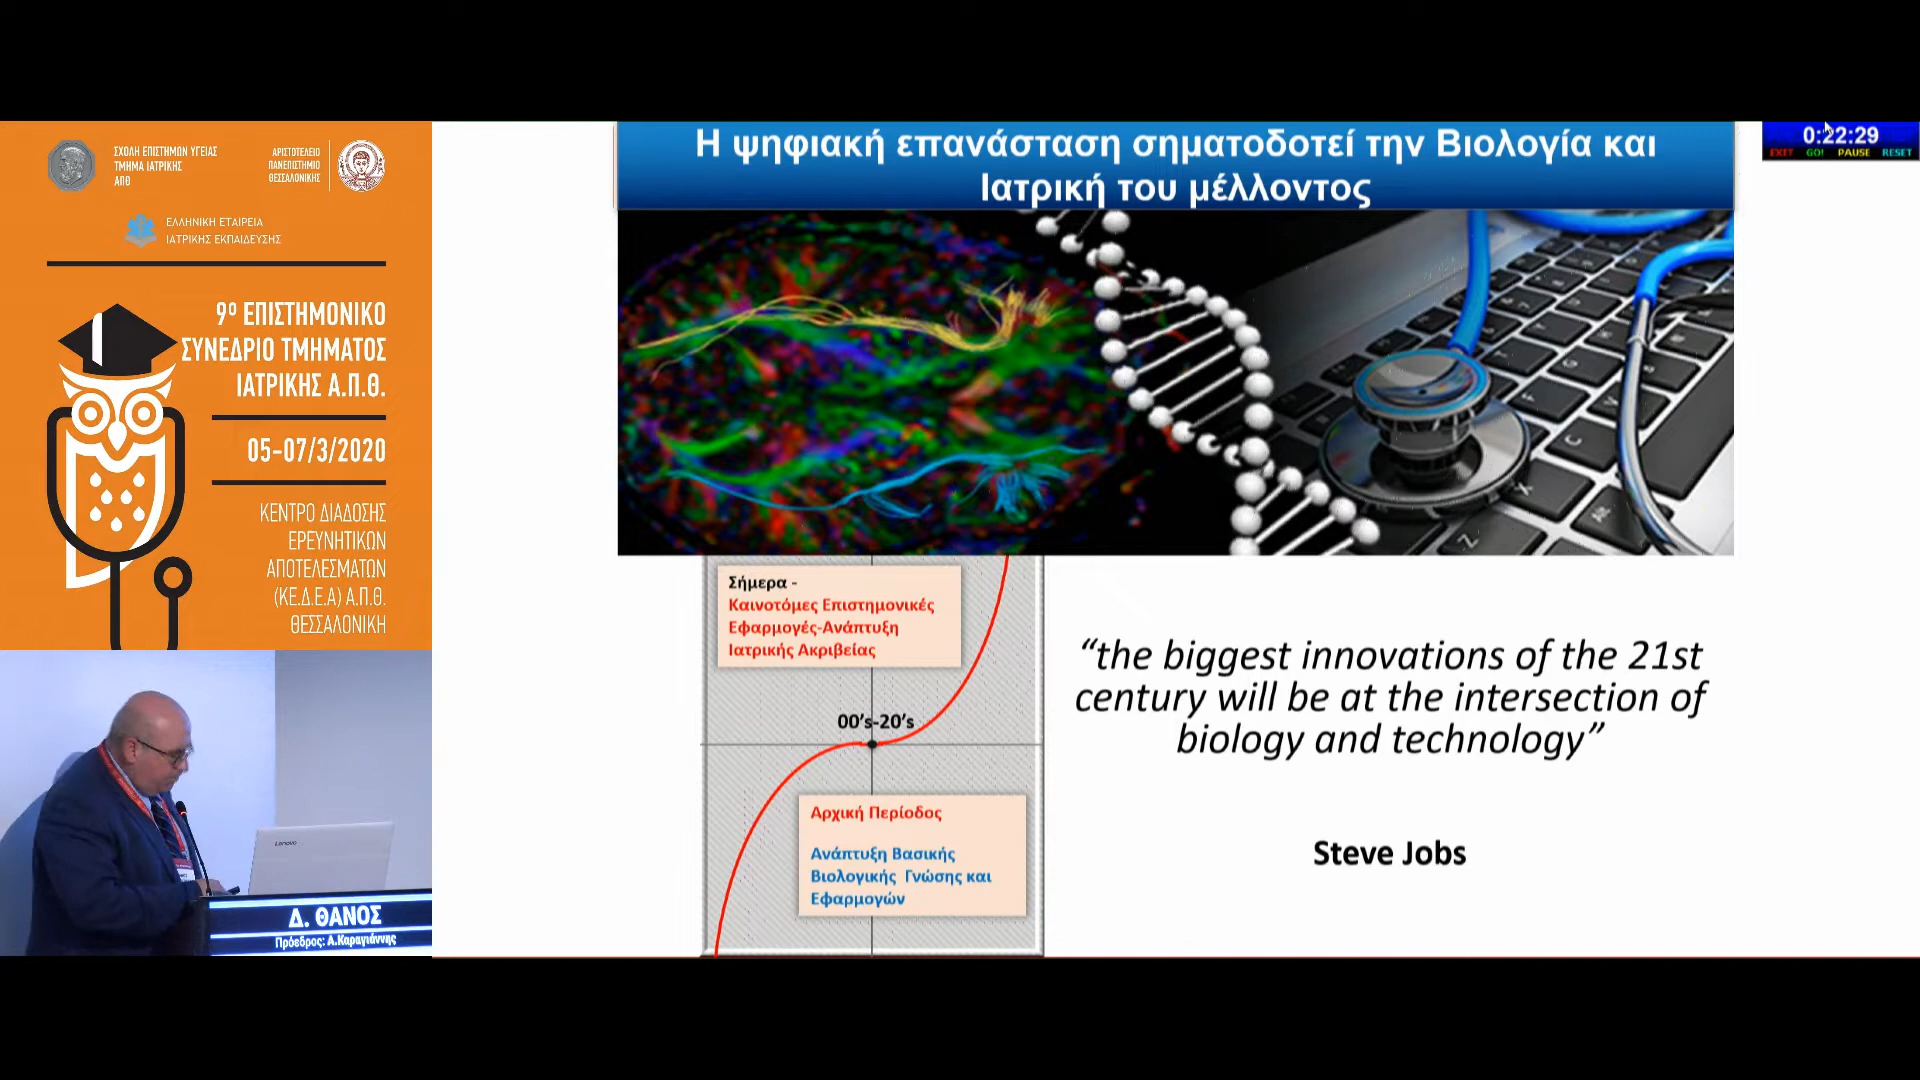 ΣΧΟΛΗ ΕΠΙΣΤΗΜΩΝ ΥΓΕΙΑΣ
ΤΜΗΜΑ ΙΑΤΡΙΚΗΣ
ΑΠΘ
ΑΡΙΣΤΟΤΕΛΕΙΟ
ΠΑΝΕΠΙΣΤΗΜΙΟ
ΘΕΣΣΑΛΟΝΙΚΗΣ
ΕΛΛΗΝΙΚΗ ΕΤΑΙΡΕΙΑ
ΙΑΤΡΙΚΗΣ ΕΚΠΑΙΔΕΥΣΗΣ
9º ΕΠΙΣΤΗΜΟΝΙΚΟ
ΣΥΝΕΔΡΙΟ ΤΜΗΜΑΤΟΣ
ΙΑΤΡΙΚΗΣ Α.Π.Θ.
05-07/3/2020
ΚΕΝΤΡΟ ΔΙΑΔΟΣΗΣ
ΕΡΕΥΝΗΤΙΚΩΝ
ΑΠΟΤΕΛΕΣΜΑΤΩΝ
(ΚΕ.Δ.Ε.Α) Α.Π.Θ.
ΘΕΣΣΑΛΟΝΙΚΗ
Lenovo
Δ. ΘΑΝΟΣ
Πρόεδρος: Α.Καραγιάννης
Η ψηφιακή επανάσταση σηματοδοτεί την Βιολογία και
Ιατρική του μέλλοντος
0:22:29
EXIT GO! PAUSE RESET
Σήμερα -
Καινοτόμες Επιστημονικές
Εφαρμογές-Ανάπτυξη
Ιατρικής Ακριβείας
00’s-20’s
Αρχική Περίοδος
Ανάπτυξη Βασικής
Βιολογικής Γνώσης και
Εφαρμογών
“the biggest innovations of the 21st
century will be at the intersection of
biology and technology”
Steve Jobs